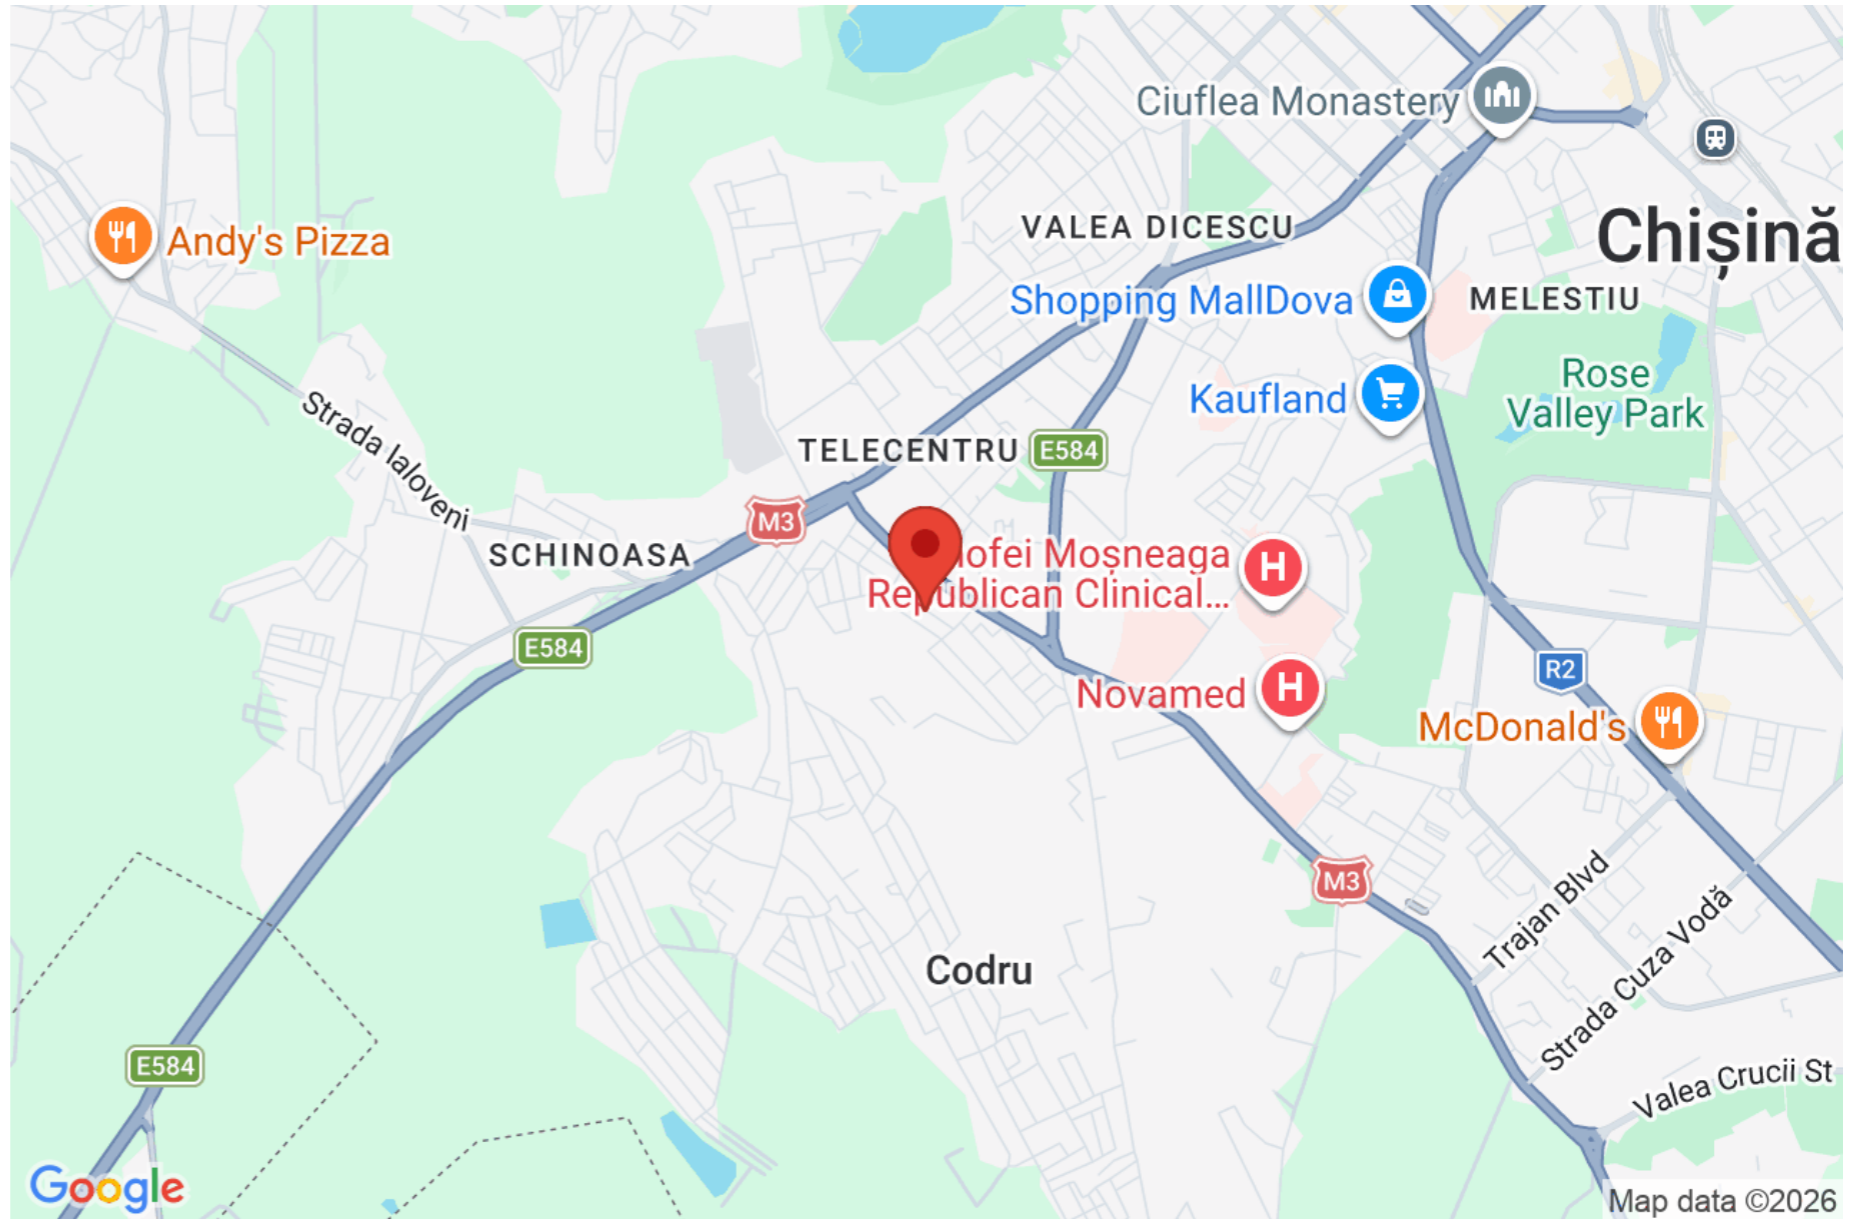 Ciuflea Monastery
Andy's Pizza
VALEA DICESCU
Chișină
Shopping MallDova
MELESTIU
Kaufland
Rose
Valley Park
Strada Ialoveni
TELECENTRU
E584
M3
SCHINOASA
Moșneaga
Republican Clinical...
H
E584
R2
Novamed
H
McDonald's
M3
Trajan Blvd
Strada Cuza Vodă
Codru
E584
Valea Crucii St
Google
Map data ©2026